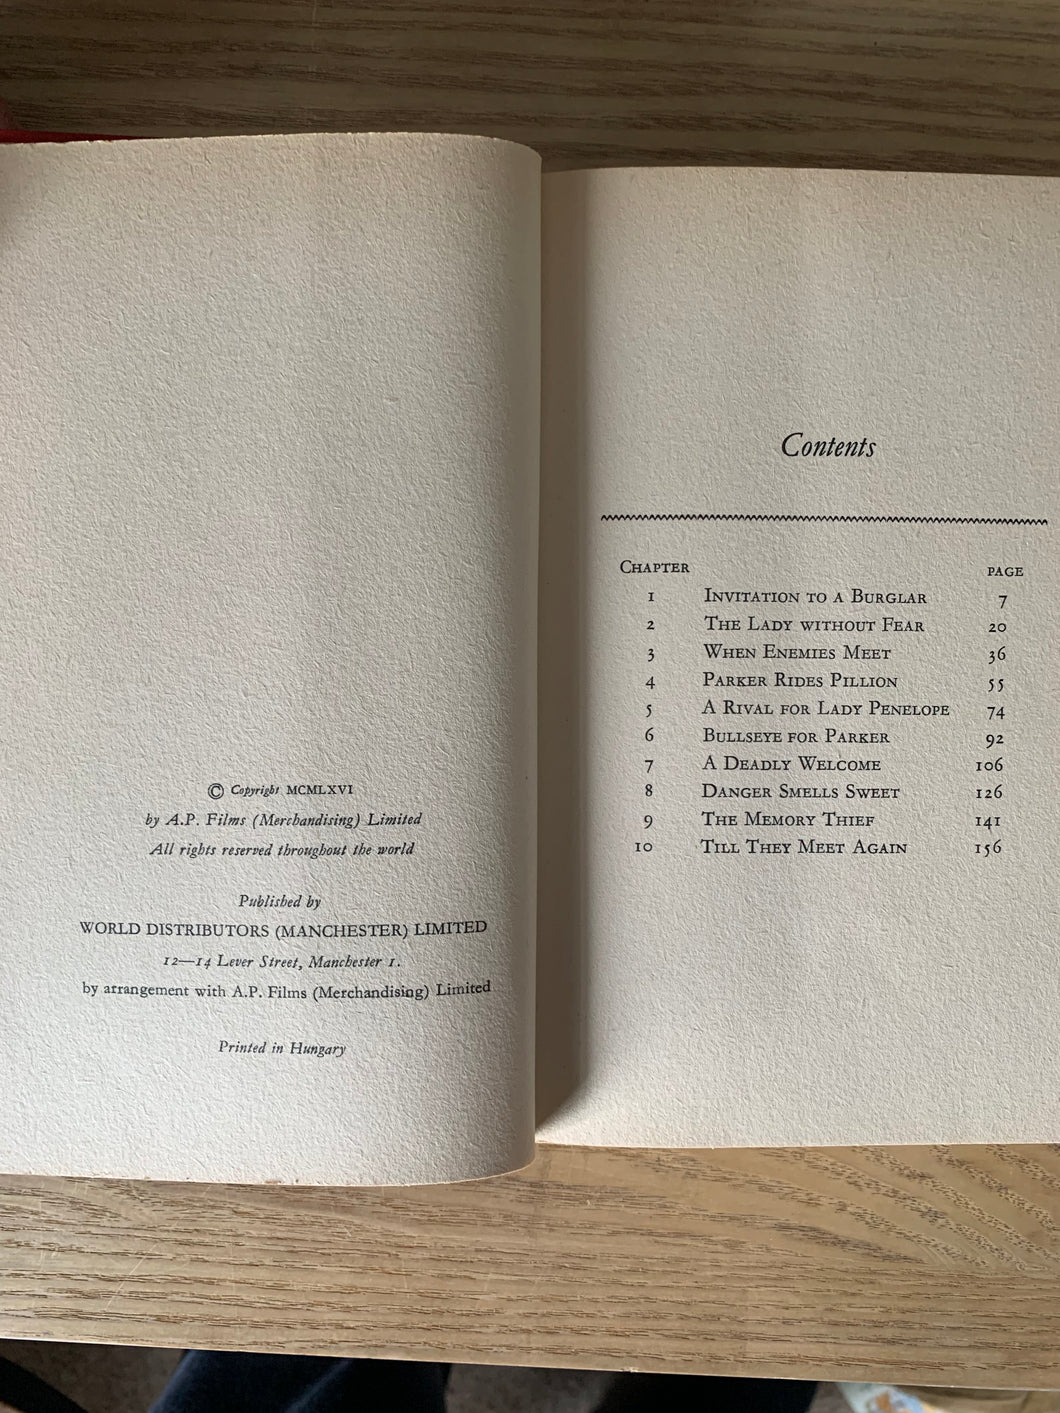 © Copyright MCMLXVI
by A.P. Films (Merchandising) Limited
All rights reserved throughout the world
Published by
WORLD DISTRIBUTORS (MANCHESTER) LIMITED
12—14 Lever Street, Manchester 1.
by arrangement with A.P. Films (Merchandising) Limited
Printed in Hungary
Contents
CHAPTER PAGE
1 INVITATION TO A BURGLAR 7
2 THE LADY WITHOUT FEAR 20
3 WHEN ENEMIES MEET 36
4 PARKER RIDES PILLION 55
5 A RIVAL FOR LADY PENELOPE 74
6 BULLSEYE FOR PARKER 92
7 A DEADLY WELCOME 106
8 DANGER SMELLS SWEET 126
9 THE MEMORY THIEF 141
10 TILL THEY MEET AGAIN 156